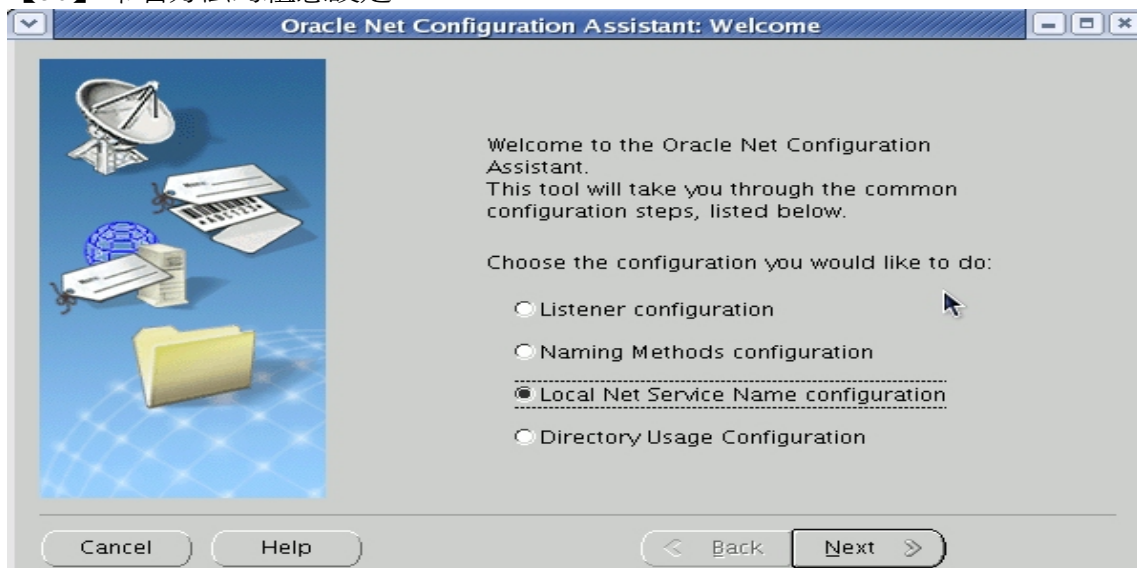 Oracle Net Configuration Assistant: Welcome
Welcome to the Oracle Net Configuration
Assistant.
This tool will take you through the common
configuration steps, listed below.
Choose the configuration you would like to do:
Listener configuration
Naming Methods configuration
Local Net Service Name configuration
Directory Usage Configuration
Cancel
Help
Back
Next